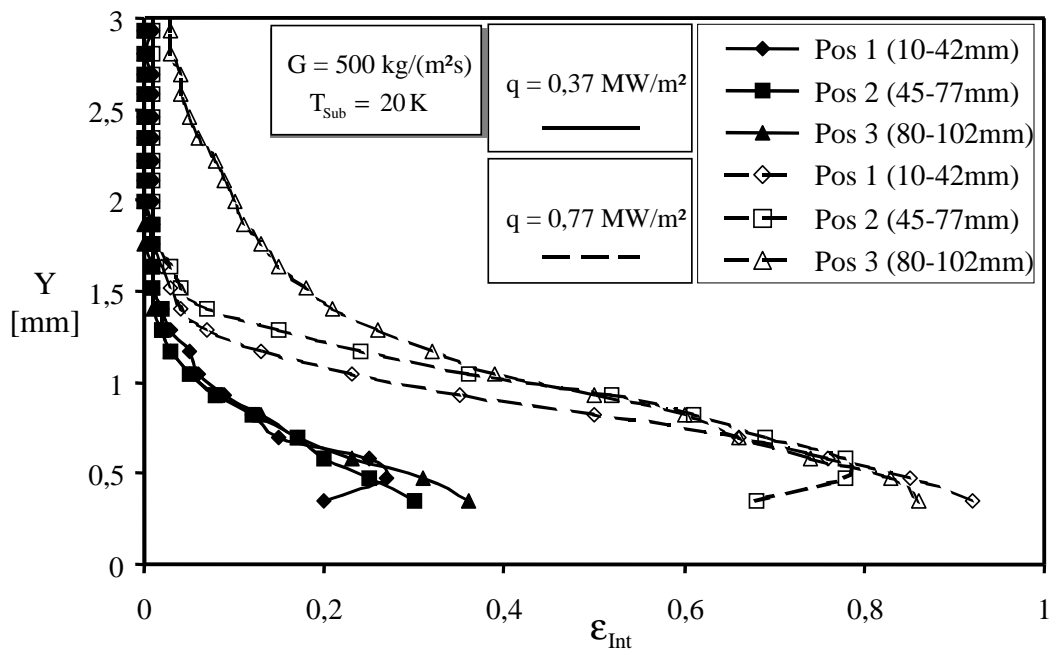 3
2,5
2
1,5
1
0,5
0
Y
[mm]
0
0,2
0,4
0,6
0,8
1
ε_Int
G = 500 kg/(m²s)
T_Sub = 20 K
q = 0,37 MW/m²
q = 0,77 MW/m²
Pos 1 (10-42mm)
Pos 2 (45-77mm)
Pos 3 (80-102mm)
Pos 1 (10-42mm)
Pos 2 (45-77mm)
Pos 3 (80-102mm)